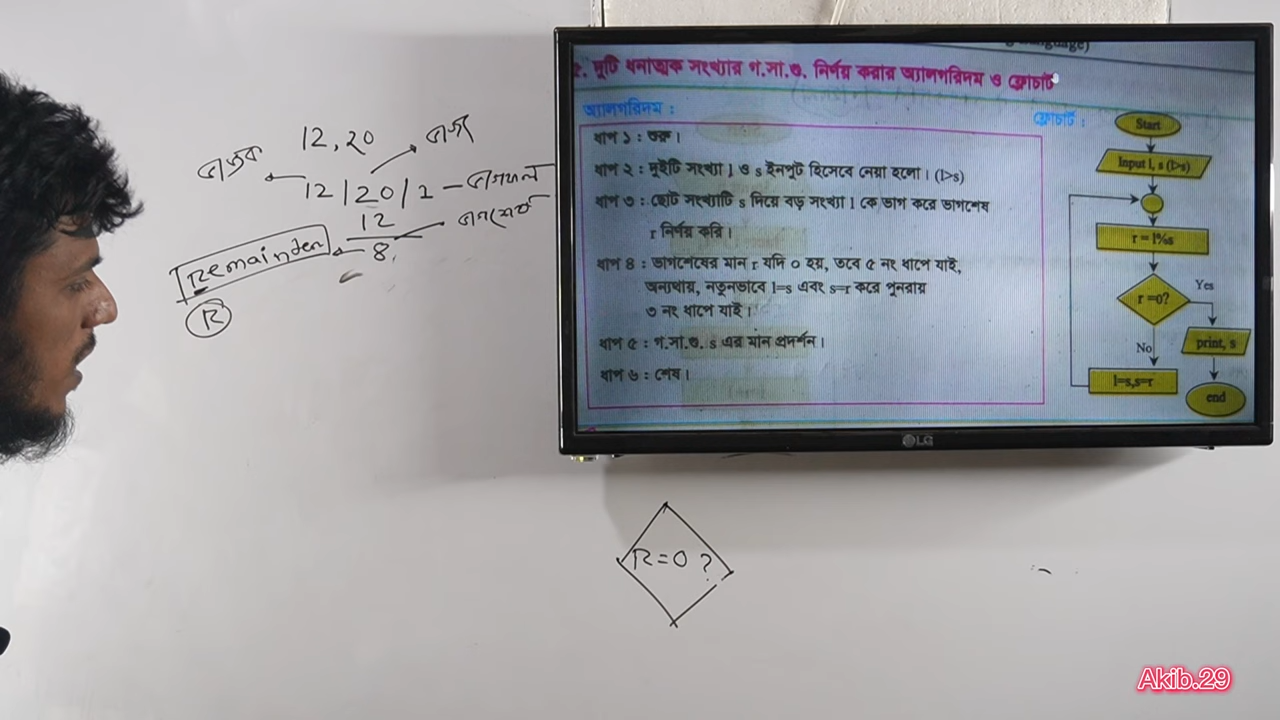 12,20
ভাজক
ভাজ্য
12 | 20 | 1 – ভাগফল
12
ভাগশেষ
8
Remainder
R
R=0 ?
৫. দুটি ধনাত্মক সংখ্যার গ.সা.গু. নির্ণয় করার অ্যালগরিদম ও ফ্লোচার্ট
অ্যালগরিদম :
ধাপ ১ : শুরু।
ধাপ ২ : দুইটি সংখ্যা l ও s ইনপুট হিসেবে নেয়া হলো। (l>s)
ধাপ ৩ : ছোট সংখ্যাটি s দিয়ে বড় সংখ্যা l কে ভাগ করে ভাগশেষ
r নির্ণয় করি।
ধাপ ৪ : ভাগশেষের মান r যদি ০ হয়, তবে ৫ নং ধাপে যাই,
অন্যথায়, নতুনভাবে l=s এবং s=r করে পুনরায়
৩ নং ধাপে যাই।
ধাপ ৫ : গ.সা.গু. s এর মান প্রদর্শন।
ধাপ ৬ : শেষ।
ফ্লোচার্ট :
Start
Input l, s (l>s)
r = l%s
r =0?
Yes
print, s
No
l=s,s=r
end
LG
Akib.29